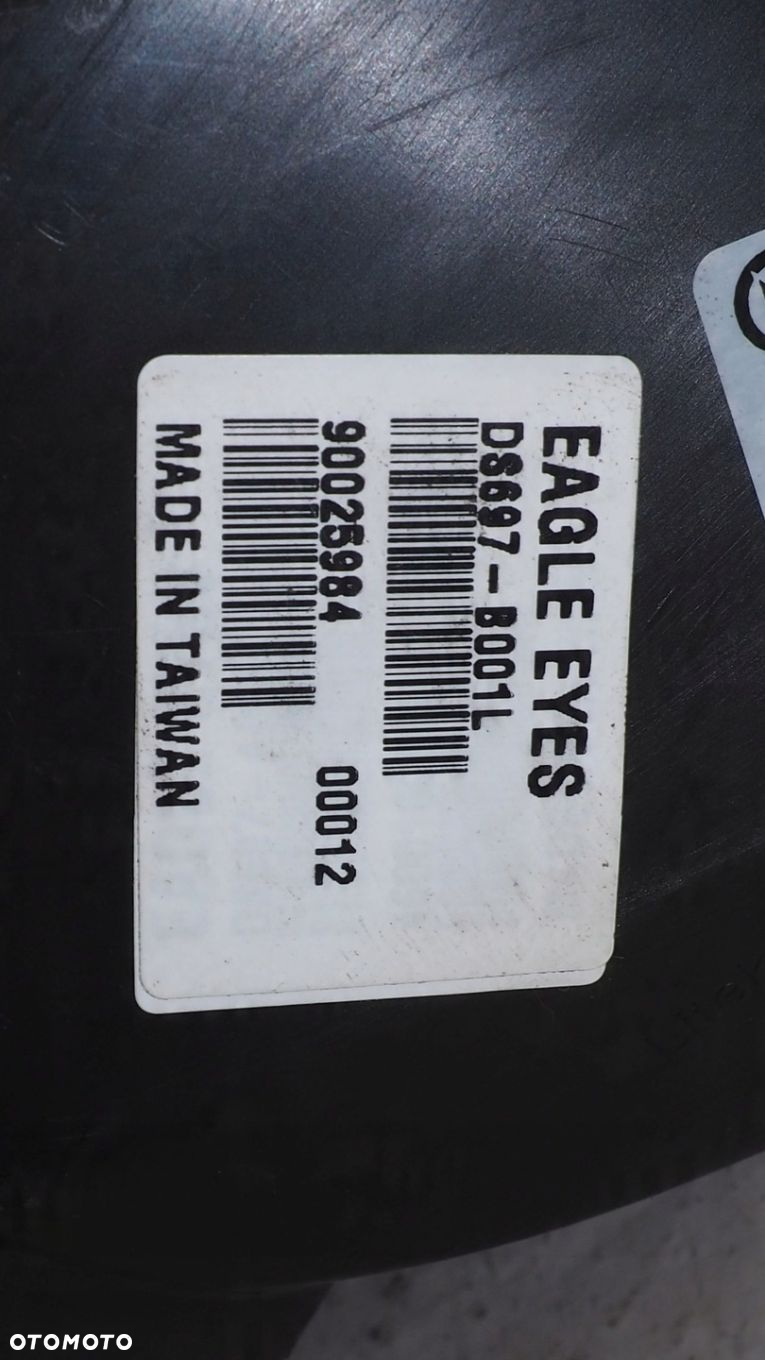 EAGLE EYES
DS697-B001L
90025984 00012
MADE IN TAIWAN
OTOMOTO